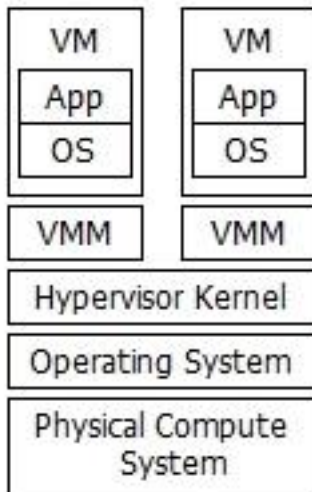 VM VM
App App
OS OS
VMM VMM
Hypervisor Kernel
Operating System
Physical Compute
System